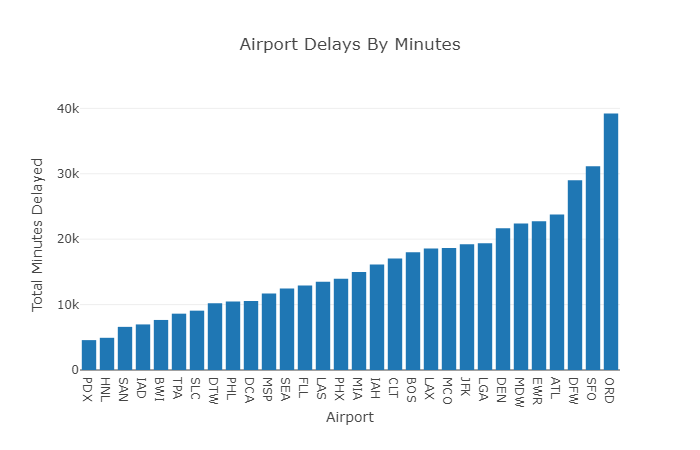 Airport Delays By Minutes
Total Minutes Delayed
40k
30k
20k
10k
0
PDX
HNL
SAN
IAD
BWI
TPA
SLC
DTW
PHL
DCA
MSP
SEA
FLL
LAS
PHX
MIA
IAH
CLT
BOS
LAX
MCO
JFK
LGA
DEN
MDW
EWR
ATL
DFW
SFO
ORD
Airport